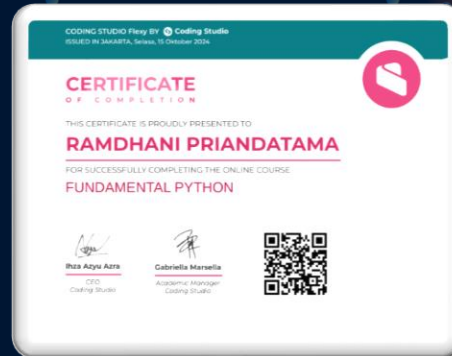 CODING STUDIO Flexy BY Coding Studio
ISSUED IN JAKARTA, Selasa, 15 Oktober 2024
CERTIFICATE
OF COMPLETION
THIS CERTIFICATE IS PROUDLY PRESENTED TO
RAMDHANI PRIANDATAMA
FOR SUCCESSFULLY COMPLETING THE ONLINE COURSE
FUNDAMENTAL PYTHON
Ihza Azyu Azra
CEO
Coding Studio
Gabriella Marsella
Academic Manager
Coding Studio